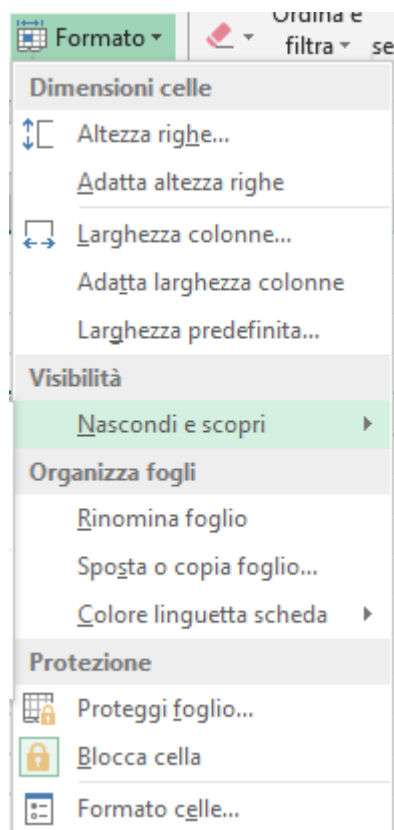 Formato
Ordina e
filtra
se
Dimensioni celle
Altezza righe...
Adatta altezza righe
Larghezza colonne...
Adatta larghezza colonne
Larghezza predefinita...
Visibilità
Nascondi e scopri
Organizza fogli
Rinomina foglio
Sposta o copia foglio...
Colore linguetta scheda
Protezione
Proteggi foglio...
Blocca cella
Formato celle...